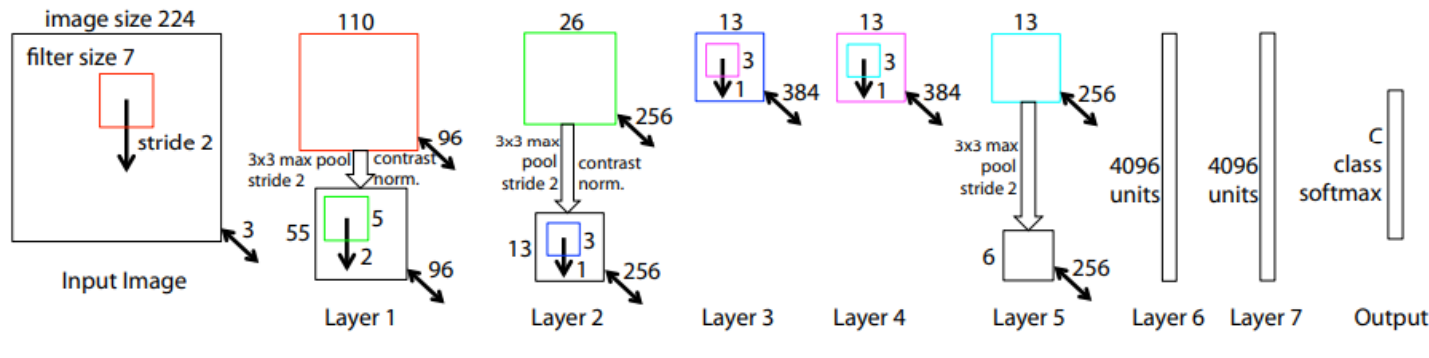 image size 224
filter size 7
stride 2
3
Input Image
110
96
3x3 max pool
stride 2
contrast
norm.
55
5
2
96
Layer 1
26
256
3x3 max
pool
stride 2
contrast
norm.
13
3
1
256
Layer 2
13
3
1
384
Layer 3
13
3
1
384
Layer 4
13
256
3x3 max
pool
stride 2
6
256
Layer 5
4096
units
Layer 6
4096
units
Layer 7
C
class
softmax
Output